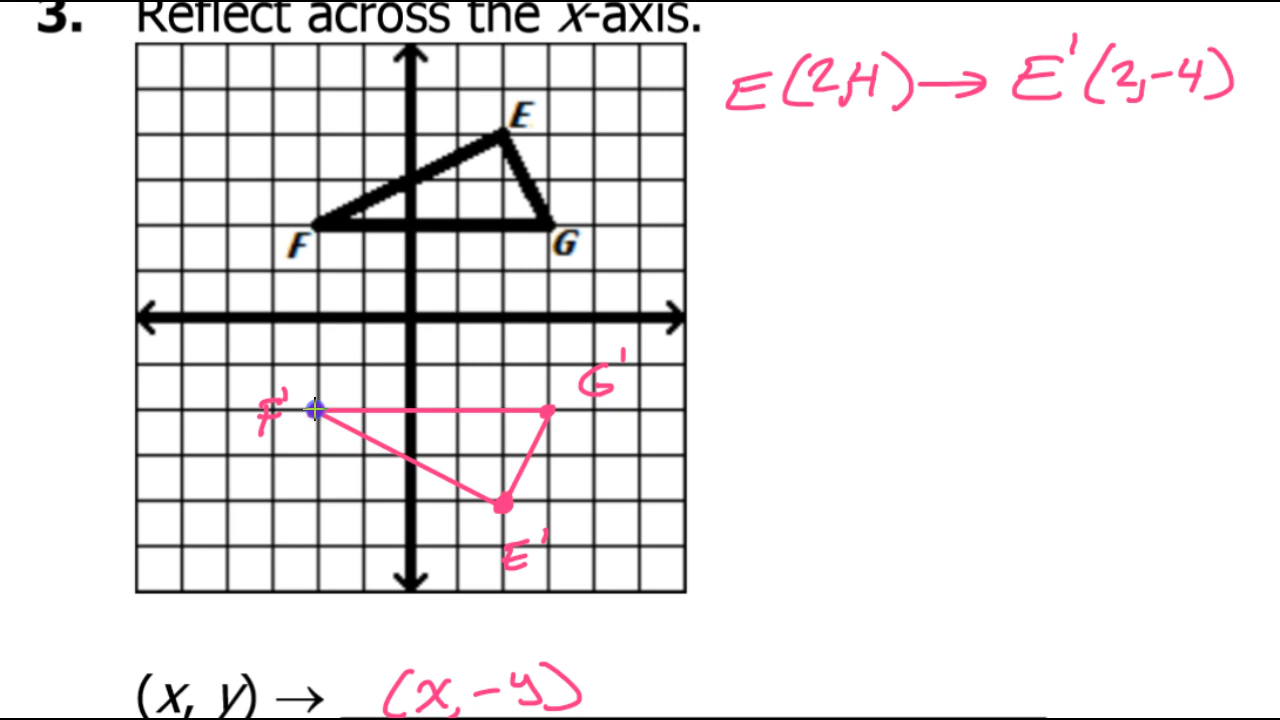 3. Reflect across the x-axis.
E(2,4) → E'(2,-4)
E
F
G
G'
F'
E'
(x, y) → (x, -y)